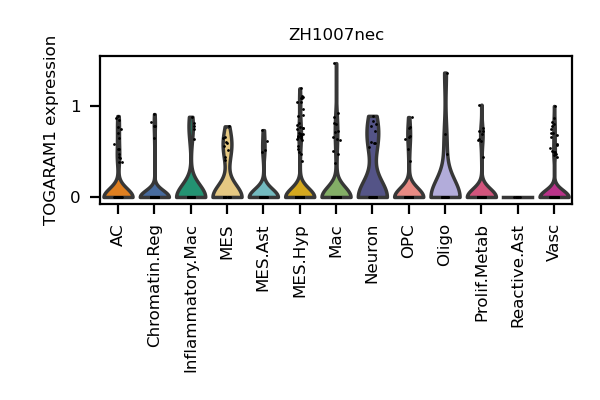 ZH1007nec
TOGARAM1 expression
1
0
AC
Chromatin.Reg
Inflammatory.Mac
MES
MES.Ast
MES.Hyp
Mac
Neuron
OPC
Oligo
Prolif.Metab
Reactive.Ast
Vasc